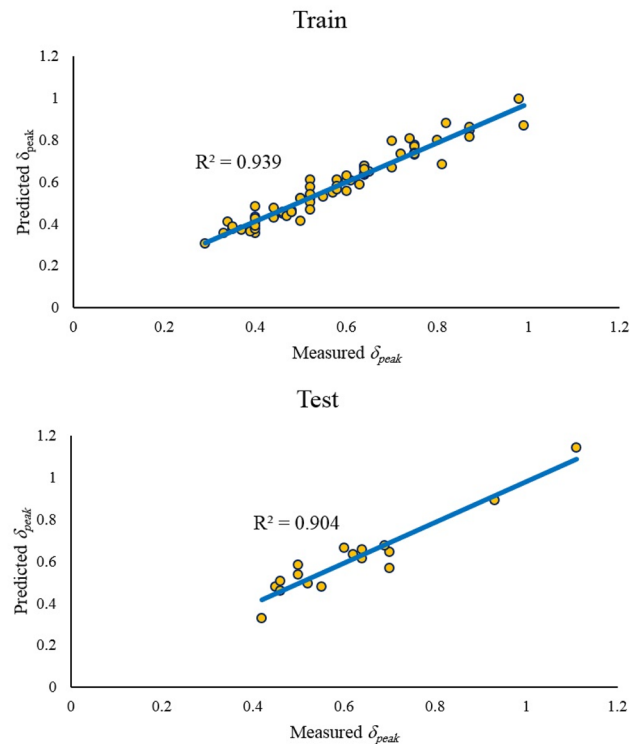 Train
1.2
1
0.8
0.6
0.4
0.2
0
Predicted δpeak
R² = 0.939
0 0.2 0.4 0.6 0.8 1 1.2
Measured δpeak
Test
1.2
1
0.8
0.6
0.4
0.2
0
Predicted δpeak
R² = 0.904
0 0.2 0.4 0.6 0.8 1 1.2
Measured δpeak